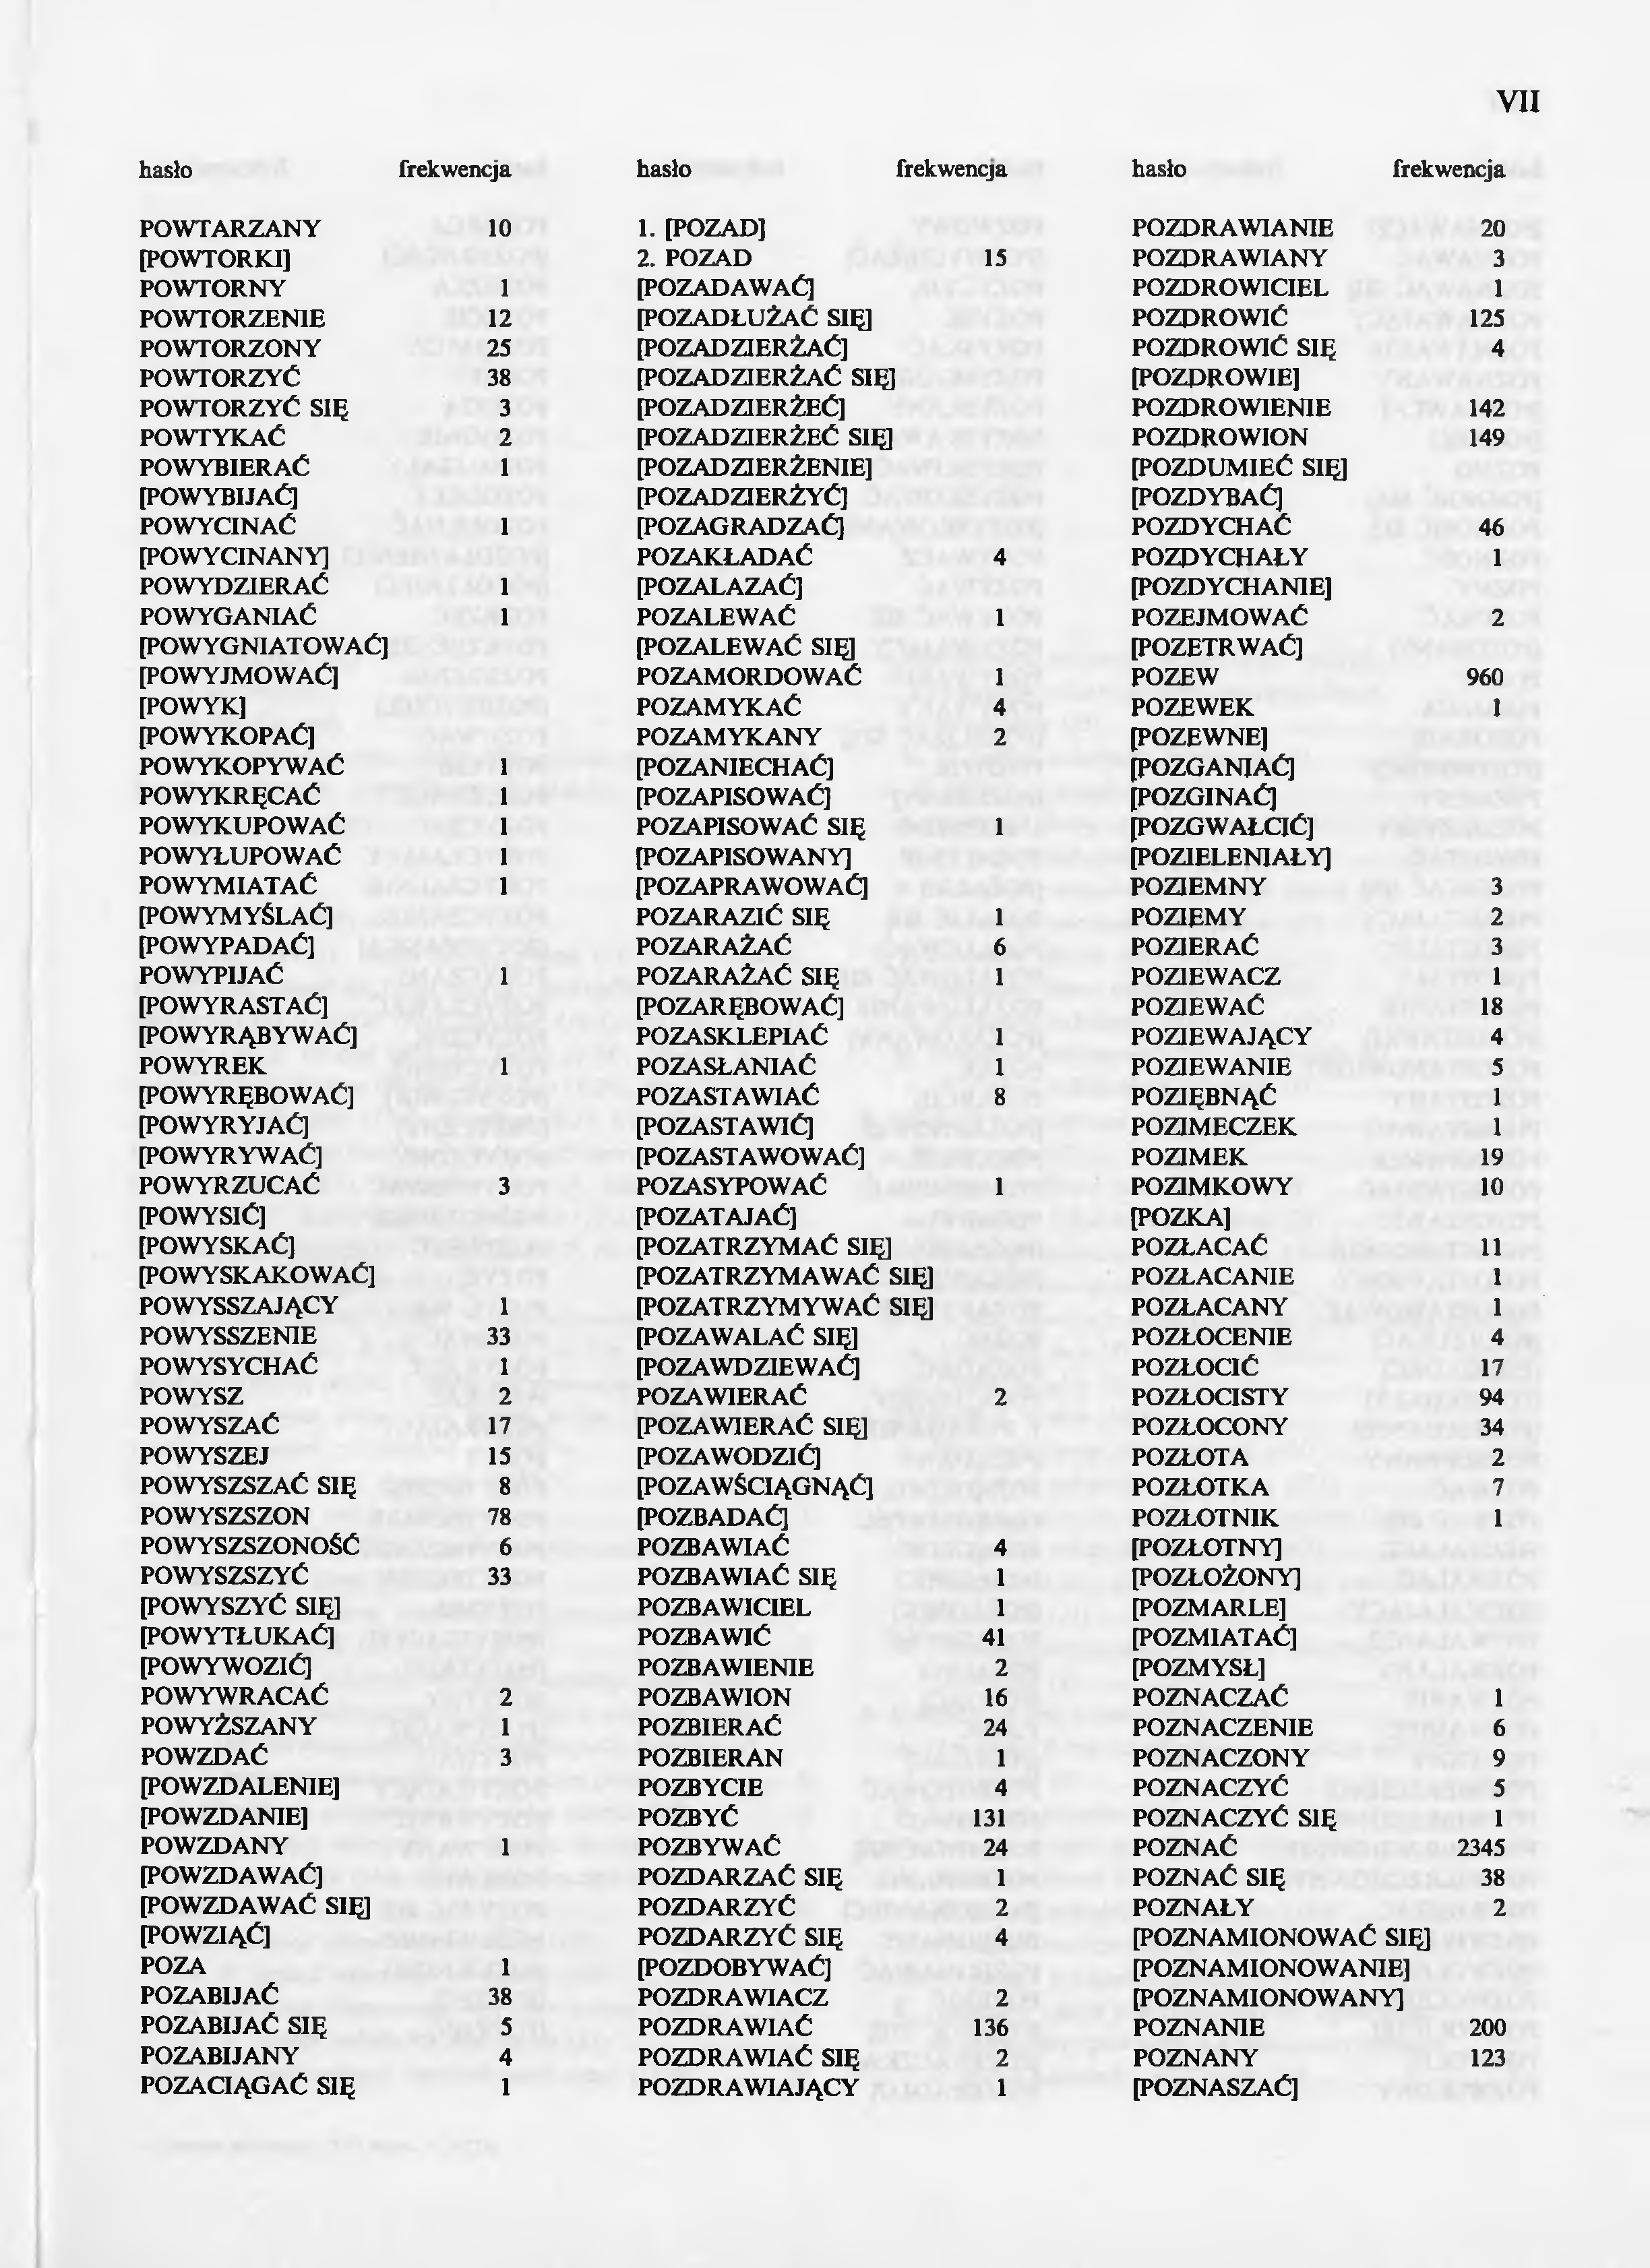 VII
hasło frekwencja
POWTARZANY 10
[POWTORKI]
POWTORNY 1
POWTORZENIE 12
POWTORZONY 25
POWTORZYĆ 38
POWTORZYĆ SIĘ 3
POWTYKAĆ 2
POWYBIERAĆ 1
[POWYBIJAĆ]
POWYCINAĆ 1
[POWYCINANY]
POWYDZIERAĆ 1
POWYGANIAĆ 1
[POWYGNIATOWAĆ]
[POWYJMOWAĆ]
[POWYK]
[POWYKOPAĆ]
POWYKOPYWAĆ 1
POWYKRĘCAĆ 1
POWYKUPOWAĆ 1
POWYŁUPOWAĆ 1
POWYMIATAĆ 1
[POWYMYŚLAĆ]
[POWYPADAĆ]
POWYPIJAĆ 1
[POWYRASTAĆ]
[POWYRĄBYWAĆ]
POWYREK 1
[POWYRĘBOWAĆ]
[POWYRYJAĆ]
[POWYRYWAĆ]
POWYRZUCAĆ 3
[POWYSIĆ]
[POWYSKAĆ]
[POWYSKAKOWAĆ]
POWYSSZAJĄCY 1
POWYSSZENIE 33
POWYSYCHAĆ 1
POWYSZ 2
POWYSZAĆ 17
POWYSZEJ 15
POWYSZSZAĆ SIĘ 8
POWYSZSZON 78
POWYSZSZONOŚĆ 6
POWYSZSZYĆ 33
[POWYSZYĆ SIĘ]
[POWYTŁUKAĆ]
[POWYWOZIĆ]
POWYWRACAĆ 2
POWYŻSZANY 1
POWZDAĆ 3
[POWZDALENIE]
[POWZDANIE]
POWZDANY 1
[POWZDAWAĆ]
[POWZDAWAĆ SIĘ]
[POWZIĄĆ]
POZA 1
POZABIJAĆ 38
POZABIJAĆ SIĘ 5
POZABIJANY 4
POZACIĄGAĆ SIĘ 1
hasło frekwencja
1. [POZAD]
2. POZAD 15
[POZADAWAĆ]
[POZADŁUŻAĆ SIĘ]
[POZADZIERŻAĆ]
[POZADZIERŻAĆ SIĘ]
[POZADZIERŻEĆ]
[POZADZIERŻEĆ SIĘ]
[POZADZIERŻENIE]
[POZADZIERŻYĆ]
[POZAGRADZAĆ]
POZAKŁADAĆ 4
[POZALAZAĆ]
POZALEWAĆ 1
[POZALEWAĆ SIĘ]
POZAMORDOWAĆ 1
POZAMYKAĆ 4
POZAMYKANY 2
[POZANIECHAĆ]
[POZAPISOWAĆ]
POZAPISOWAĆ SIĘ 1
[POZAPISOWANY]
[POZAPRAWOWAĆ]
POZARAZIĆ SIĘ 1
POZARAŻAĆ 6
POZARAŻAĆ SIĘ 1
[POZARĘBOWAĆ]
POZASKLEPIAĆ 1
POZASŁANIAĆ 1
POZASTAWIAĆ 8
[POZASTAWIĆ]
[POZASTAWOWAĆ]
POZASYPOWAĆ 1
[POZATAJAĆ]
[POZATRZYMAĆ SIĘ]
[POZATRZYMAWAĆ SIĘ]
[POZATRZYMYWAĆ SIĘ]
[POZAWALAĆ SIĘ]
[POZAWDZIEWAĆ]
POZAWIERAĆ 2
[POZAWIERAĆ SIĘ]
[POZAWODZIĆ]
[POZAWŚCIĄGNĄĆ]
[POZBADAĆ]
POZBAWIAĆ 4
POZBAWIAĆ SIĘ 1
POZBAWICIEL 1
POZBAWIĆ 41
POZBAWIENIE 2
POZBAWION 16
POZBIERAĆ 24
POZBIERAN 1
POZBYCIE 4
POZBYĆ 131
POZBYWAĆ 24
POZDARZAĆ SIĘ 1
POZDARZYĆ 2
POZDARZYĆ SIĘ 4
[POZDOBYWAĆ]
POZDRAWIACZ 2
POZDRAWIAĆ 136
POZDRAWIAĆ SIĘ 2
POZDRAWIAJĄCY 1
hasło frekwencja
POZDRAWIANIE 20
POZDRAWIANY 3
POZDROWICIEL 1
POZDROWIĆ 125
POZDROWIĆ SIĘ 4
[POZDROWIE]
POZDROWIENIE 142
POZDROWION 149
[POZDUMIEĆ SIĘ]
[POZDYBAĆ]
POZDYCHAĆ 46
POZDYCHAŁY 1
[POZDYCHANIE]
POZEJMOWAĆ 2
[POZETRWAĆ]
POZEW 960
POZEWEK 1
[POZEWNE]
[POZGANIAĆ]
[POZGINAĆ]
[POZGWAŁCIĆ]
[POZIELENIAŁY]
POZIEMNY 3
POZIEMY 2
POZIERAĆ 3
POZIEWACZ 1
POZIEWAĆ 18
POZIEWAJĄCY 4
POZIEWANIE 5
POZIĘBNĄĆ 1
POZIMECZEK 1
POZIMEK 19
POZIMKOWY 10
[POZKA]
POZŁACAĆ 11
POZŁACANIE 1
POZŁACANY 1
POZŁOCENIE 4
POZŁOCIĆ 17
POZŁOCISTY 94
POZŁOCONY 34
POZŁOTA 2
POZŁOTKA 7
POZŁOTNIK 1
[POZŁOTNY]
[POZŁOŻONY]
[POZMARLE]
[POZMIATAĆ]
[POZMYSŁ]
POZNACZAĆ 1
POZNACZENIE 6
POZNACZONY 9
POZNACZYĆ 5
POZNACZYĆ SIĘ 1
POZNAĆ 2345
POZNAĆ SIĘ 38
POZNAŁY 2
[POZNAMIONOWAĆ SIĘ]
[POZNAMIONOWANIE]
[POZNAMIONOWANY]
POZNANIE 200
POZNANY 123
[POZNASZAĆ]